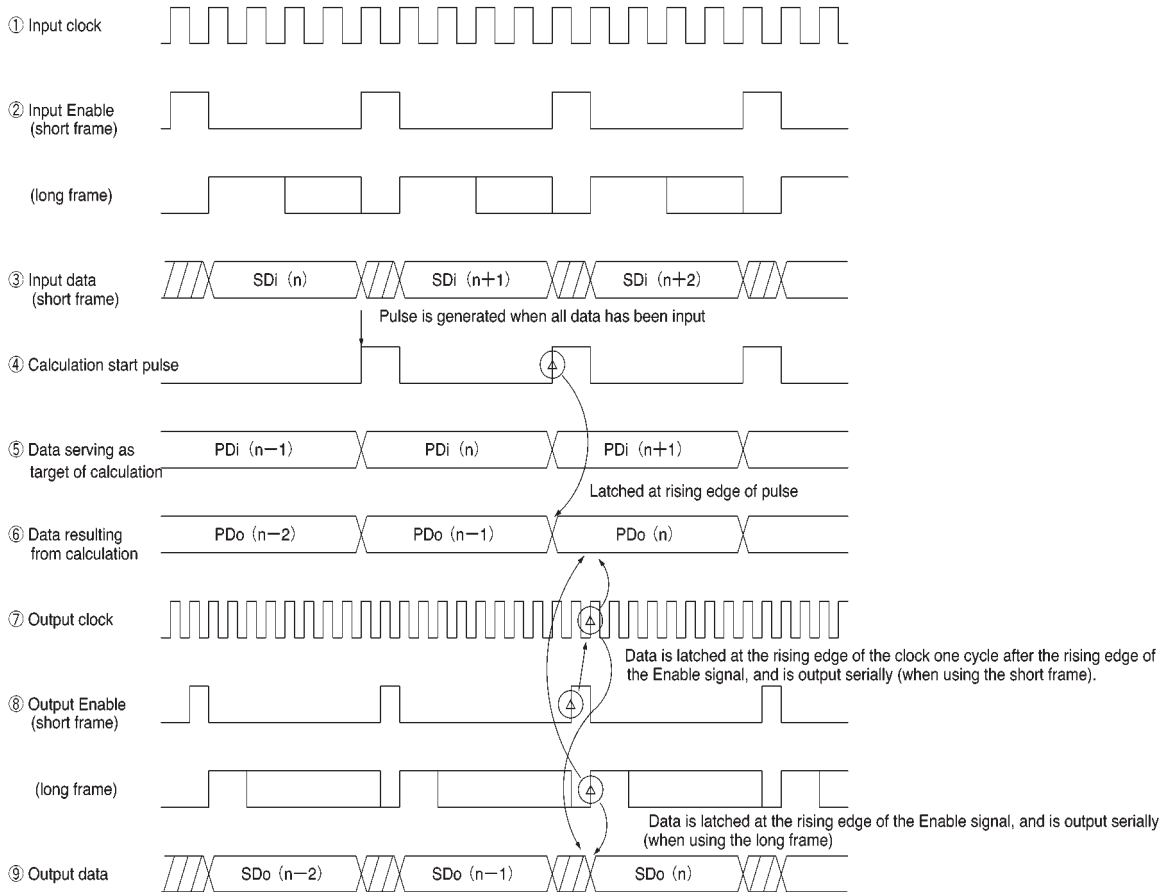 ① Input clock
② Input Enable
(short frame)
(long frame)
③ Input data
(short frame)
SDi (n)
SDi (n+1)
SDi (n+2)
Pulse is generated when all data has been input
④ Calculation start pulse
⑤ Data serving as
target of calculation
PDi (n−1)
PDi (n)
PDi (n+1)
Latched at rising edge of pulse
⑥ Data resulting
from calculation
PDo (n−2)
PDo (n−1)
PDo (n)
⑦ Output clock
Data is latched at the rising edge of the clock one cycle after the rising edge of
the Enable signal, and is output serially (when using the short frame).
⑧ Output Enable
(short frame)
(long frame)
Data is latched at the rising edge of the Enable signal, and is output serially
(when using the long frame)
⑨ Output data
SDo (n−2)
SDo (n−1)
SDo (n)